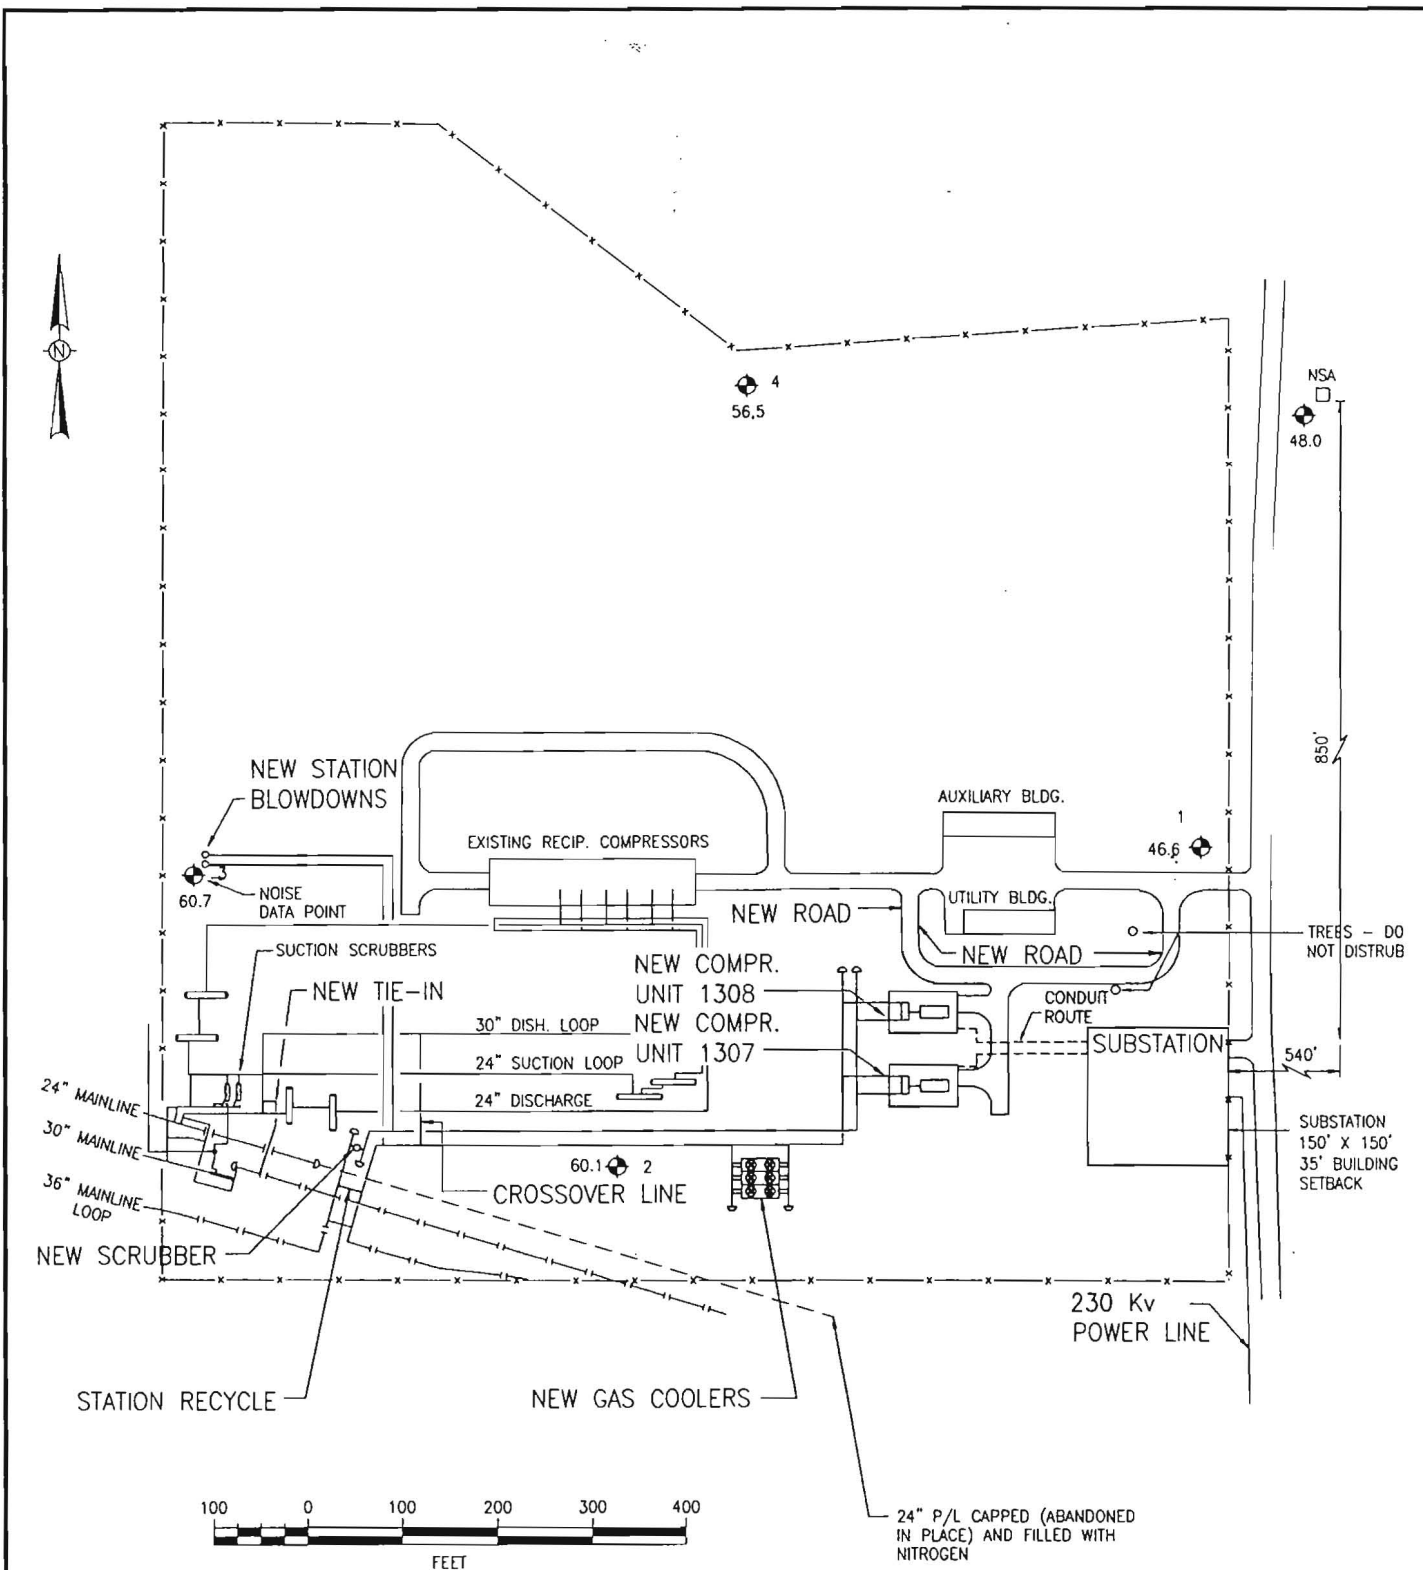 N
4
56.5
NSA
48.0
850'
NEW STATION
BLOWDOWNS
AUXILIARY BLDG.
1
46.6
EXISTING RECIP. COMPRESSORS
3
60.7
NOISE
DATA POINT
NEW ROAD
UTILITY BLDG.
NEW ROAD
TREES - DO
NOT DISTRUB
SUCTION SCRUBBERS
NEW TIE-IN
NEW COMPR.
UNIT 1308
NEW COMPR.
UNIT 1307
CONDUIT
ROUTE
30" DISH. LOOP
24" SUCTION LOOP
24" DISCHARGE
SUBSTATION
540'
24" MAINLINE
30" MAINLINE
36" MAINLINE
LOOP
SUBSTATION
150' X 150'
35' BUILDING
SETBACK
60.1
2
CROSSOVER LINE
NEW SCRUBBER
230 Kv
POWER LINE
STATION RECYCLE
NEW GAS COOLERS
100 0 100 200 300 400
FEET
24" P/L CAPPED (ABANDONED
IN PLACE) AND FILLED WITH
NITROGEN